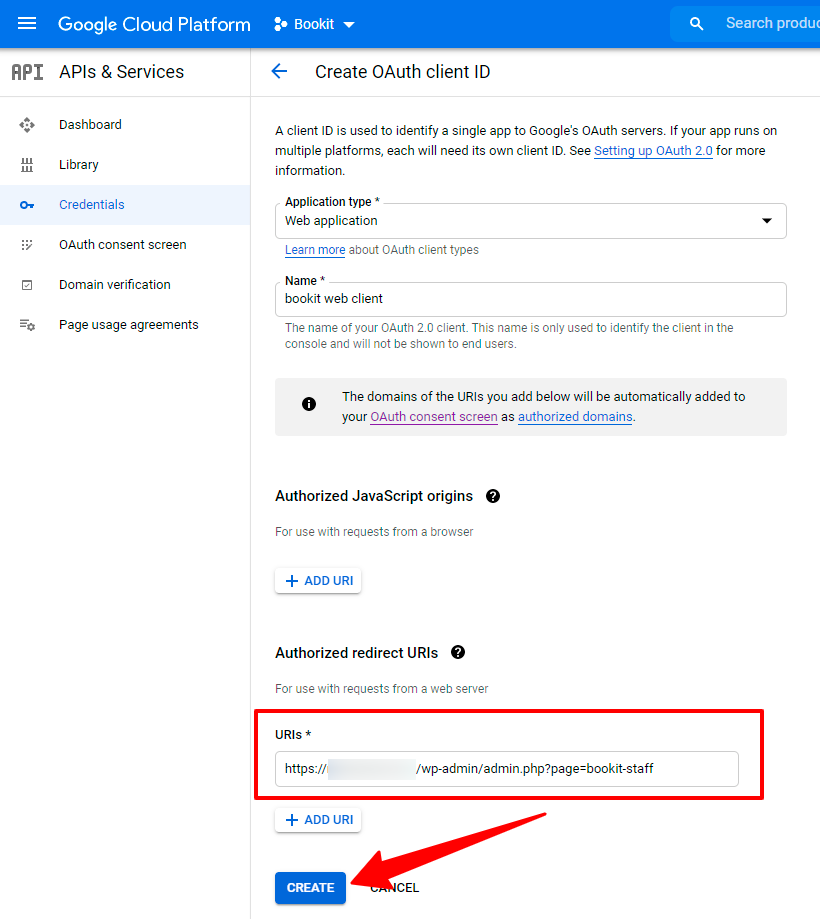 Google Cloud Platform
Bookit
Search produc
API APIs & Services
Create OAuth client ID
Dashboard
Library
Credentials
OAuth consent screen
Domain verification
Page usage agreements
A client ID is used to identify a single app to Google's OAuth servers. If your app runs on
multiple platforms, each will need its own client ID. See Setting up OAuth 2.0 for more
information.
Application type *
Web application
Learn more about OAuth client types
Name *
bookit web client
The name of your OAuth 2.0 client. This name is only used to identify the client in the
console and will not be shown to end users.
The domains of the URIs you add below will be automatically added to
your OAuth consent screen as authorized domains.
Authorized JavaScript origins
For use with requests from a browser
+ ADD URI
Authorized redirect URIs
For use with requests from a web server
URIs *
https:// /wp-admin/admin.php?page=bookit-staff
+ ADD URI
CREATE
CANCEL